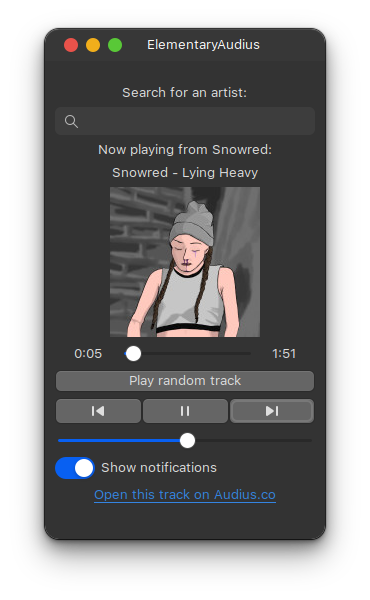 ElementaryAudius
Search for an artist:
Now playing from Snowred:
Snowred - Lying Heavy
0:05 1:51
Play random track
Show notifications
Open this track on Audius.co